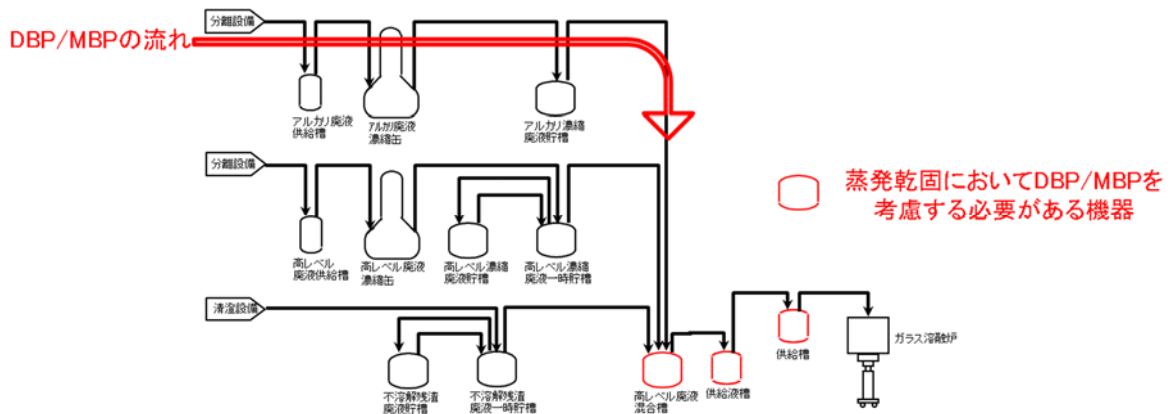 分離設備
DBP/MBPの流れ
アルカリ廃液
供給槽
アルカリ廃液
濃縮缶
アルカリ濃縮
廃液貯槽
分離設備
蒸発乾固においてDBP/MBPを
考慮する必要がある機器
高レベル
廃液供給槽
高レベル廃液
濃縮缶
高レベル濃縮
廃液貯槽
高レベル濃縮
廃液一時貯槽
清澄設備
ガラス溶融炉
供給槽
不溶解残渣
廃液貯槽
不溶解残渣
廃液一時貯槽
高レベル廃液
混合槽
供給液槽